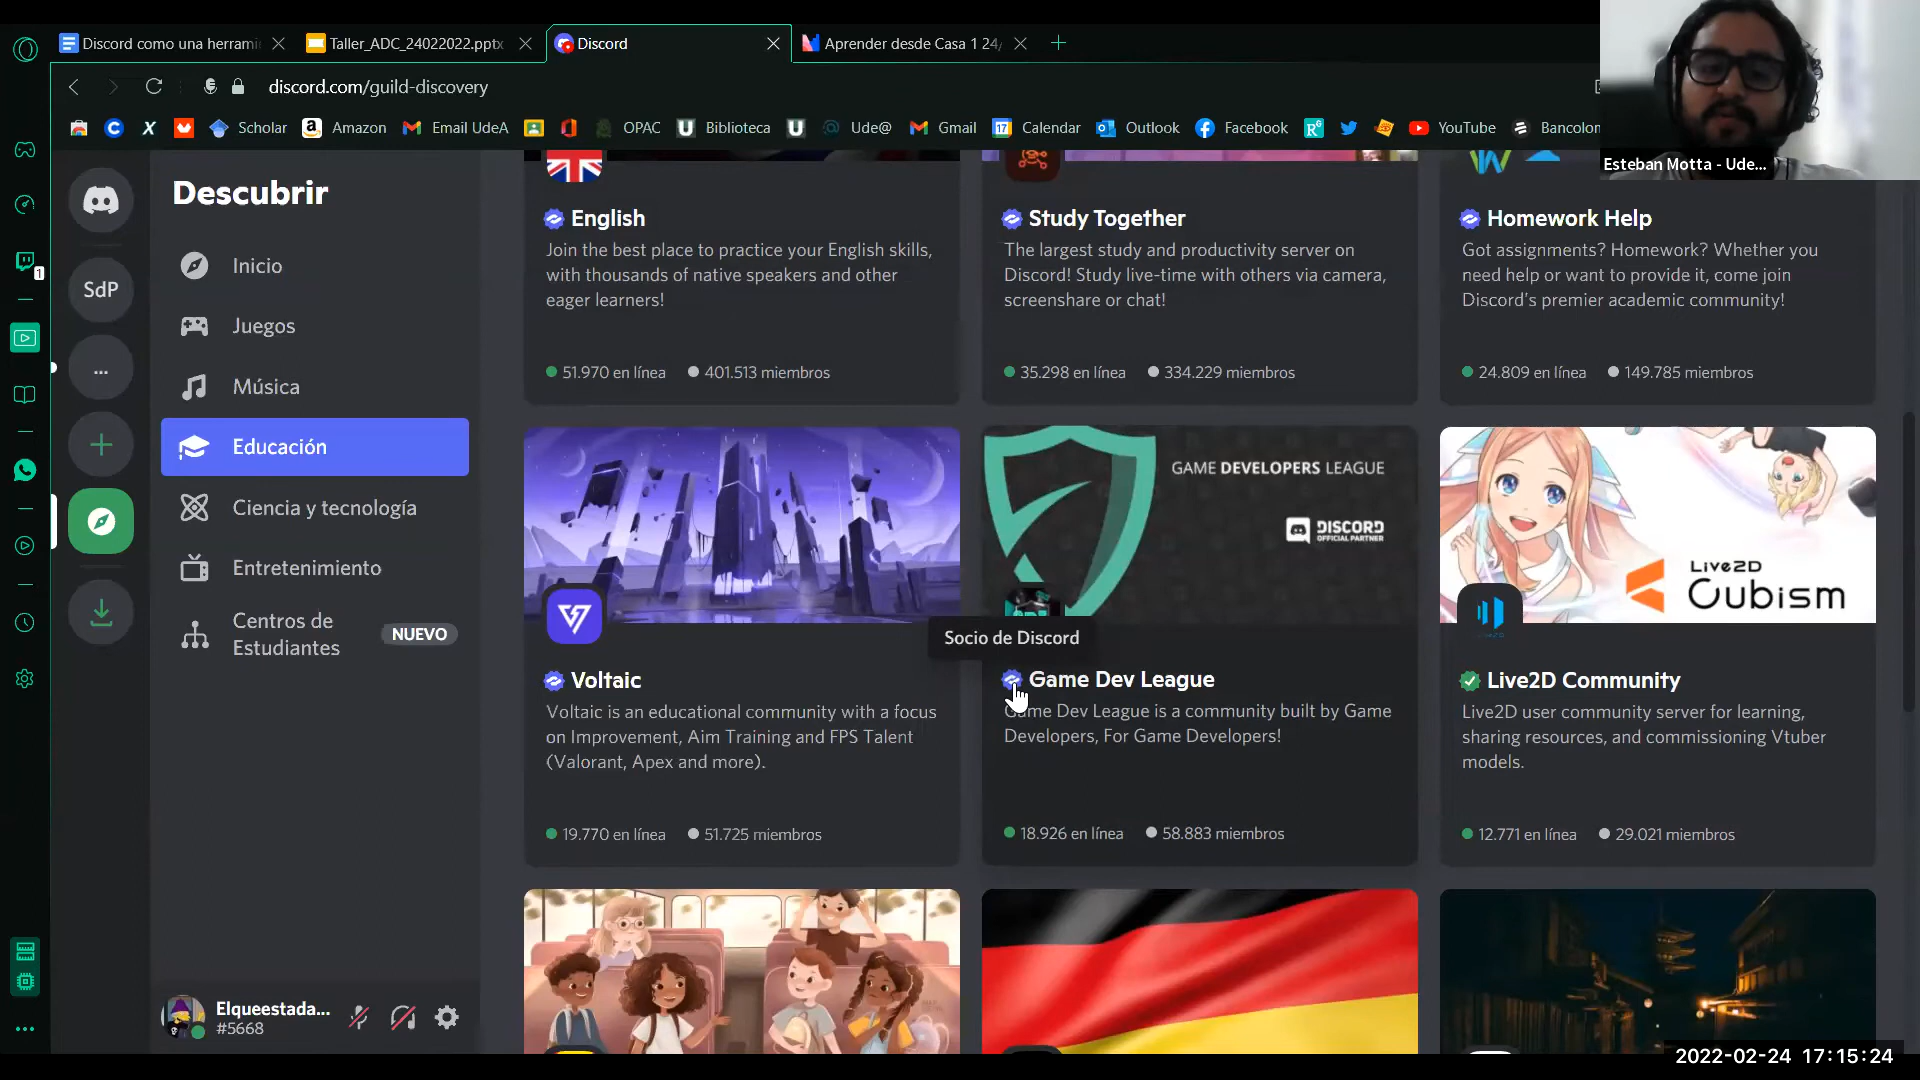 Discord como una herrami
Taller_ADC_24022022.pptx
Discord
Aprender desde Casa 1 24/
discord.com/guild-discovery
Scholar
Amazon
Email UdeA
OPAC
Biblioteca
Ude@
Gmail
17
Calendar
Outlook
Facebook
YouTube
Bancolon
Esteban Motta - Ude...
1
SdP
...
Descubrir
Inicio
Juegos
Música
Educación
Ciencia y tecnología
Entretenimiento
Centros de
Estudiantes
NUEVO
Elqueestada...
#5668
English
Join the best place to practice your English skills,
with thousands of native speakers and other
eager learners!
51.970 en línea
401.513 miembros
Study Together
The largest study and productivity server on
Discord! Study live-time with others via camera,
screenshare or chat!
35.298 en línea
334.229 miembros
Homework Help
Got assignments? Homework? Whether you
need help or want to provide it, come join
Discord's premier academic community!
24.809 en línea
149.785 miembros
Voltaic
Voltaic is an educational community with a focus
on Improvement, Aim Training and FPS Talent
(Valorant, Apex and more).
19.770 en línea
51.725 miembros
GAME DEVELOPERS LEAGUE
DISCORD
OFFICIAL PARTNER
Socio de Discord
Game Dev League
Game Dev League is a community built by Game
Developers, For Game Developers!
18.926 en línea
58.883 miembros
Live2D
Cubism
Live2D Community
Live2D user community server for learning,
sharing resources, and commissioning Vtuber
models.
12.771 en línea
29.021 miembros
2022-02-24 17:15:24